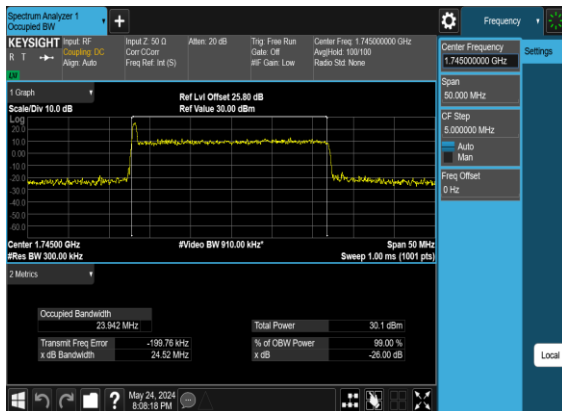 Spectrum Analyzer 1
Occupied BW
Frequency
KEYSIGHT
R T
Input: RF
Coupling: DC
Align: Auto
Input Z: 50 Ω
Corr CCorr
Freq Ref: Int (S)
Atten: 20 dB
Trig: Free Run
Gate: Off
#IF Gain: Low
Center Freq: 1.745000000 GHz
Avg|Hold: 100/100
Radio Std: None
Center Frequency
1.745000000 GHz
Settings
Span
50.000 MHz
CF Step
5.000000 MHz
Auto
Man
Freq Offset
0 Hz
1 Graph
Scale/Div 10.0 dB
Ref Lvl Offset 25.80 dB
Ref Value 30.00 dBm
Log
20.0
10.0
0.00
-10.0
-20.0
-30.0
-40.0
-50.0
-60.0
Center 1.74500 GHz
#Res BW 300.00 kHz
#Video BW 910.00 kHz*
Span 50 MHz
Sweep 1.00 ms (1001 pts)
2 Metrics
Occupied Bandwidth
23.942 MHz
Total Power 30.1 dBm
Transmit Freq Error -199.76 kHz
% of OBW Power 99.00 %
x dB Bandwidth 24.52 MHz
x dB -26.00 dB
Local
May 24, 2024
8:06:18 PM